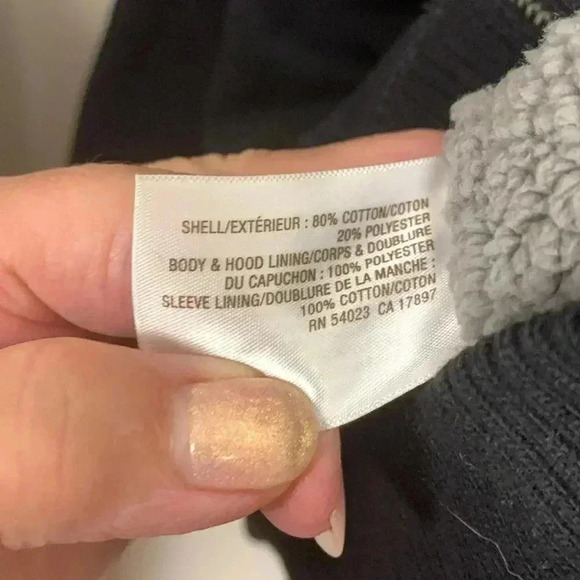 SHELL/EXTÉRIEUR : 80% COTTON/COTON
20% POLYESTER
BODY & HOOD LINING/CORPS & DOUBLURE
DU CAPUCHON : 100% POLYESTER
SLEEVE LINING/DOUBLURE DE LA MANCHE :
100% COTTON/COTON
RN 54023 CA 17897